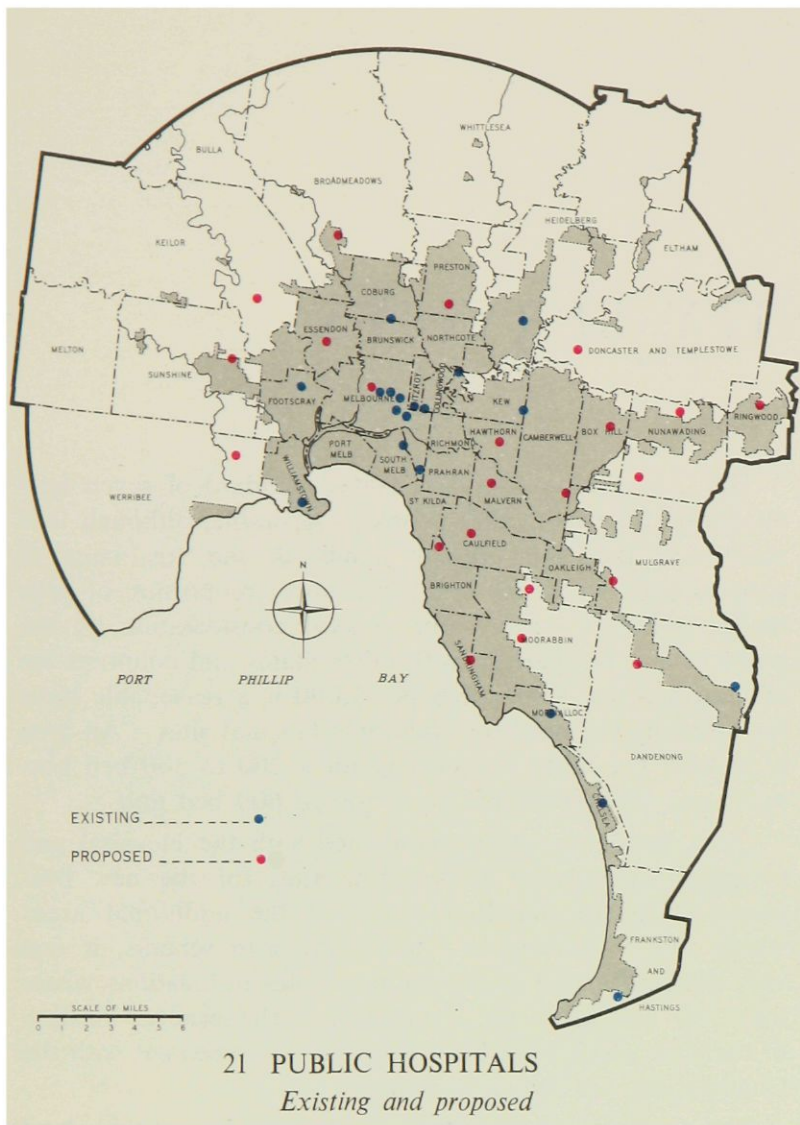 WHITTLESEA
BULLA
BROADMEADOWS
HEIDELBERG
KEILOR
ELTHAM
PRESTON
COBURG
ESSENDON
BRUNSWICK
NORTHCOTE
MELTON
DONCASTER AND TEMPLESTOWE
SUNSHINE
FOOTSCRAY
MELBOURNE
FITZROY
COLLINGWOOD
KEW
RINGWOOD
HAWTHORN
CAMBERWELL
BOX HILL
NUNAWADING
RICHMOND
PORT
MELB
SOUTH
MELB
PRAHRAN
WILLIAMSTOWN
WERRIBEE
ST KILDA
MALVERN
CAULFIELD
OAKLEIGH
MULGRAVE
N
BRIGHTON
MOORABBIN
SANDRINGHAM
PORT PHILLIP BAY
MORDIALLOC
DANDENONG
CHELSEA
EXISTING
PROPOSED
FRANKSTON
AND
HASTINGS
SCALE OF MILES
0 1 2 3 4 5 6
21 PUBLIC HOSPITALS
Existing and proposed